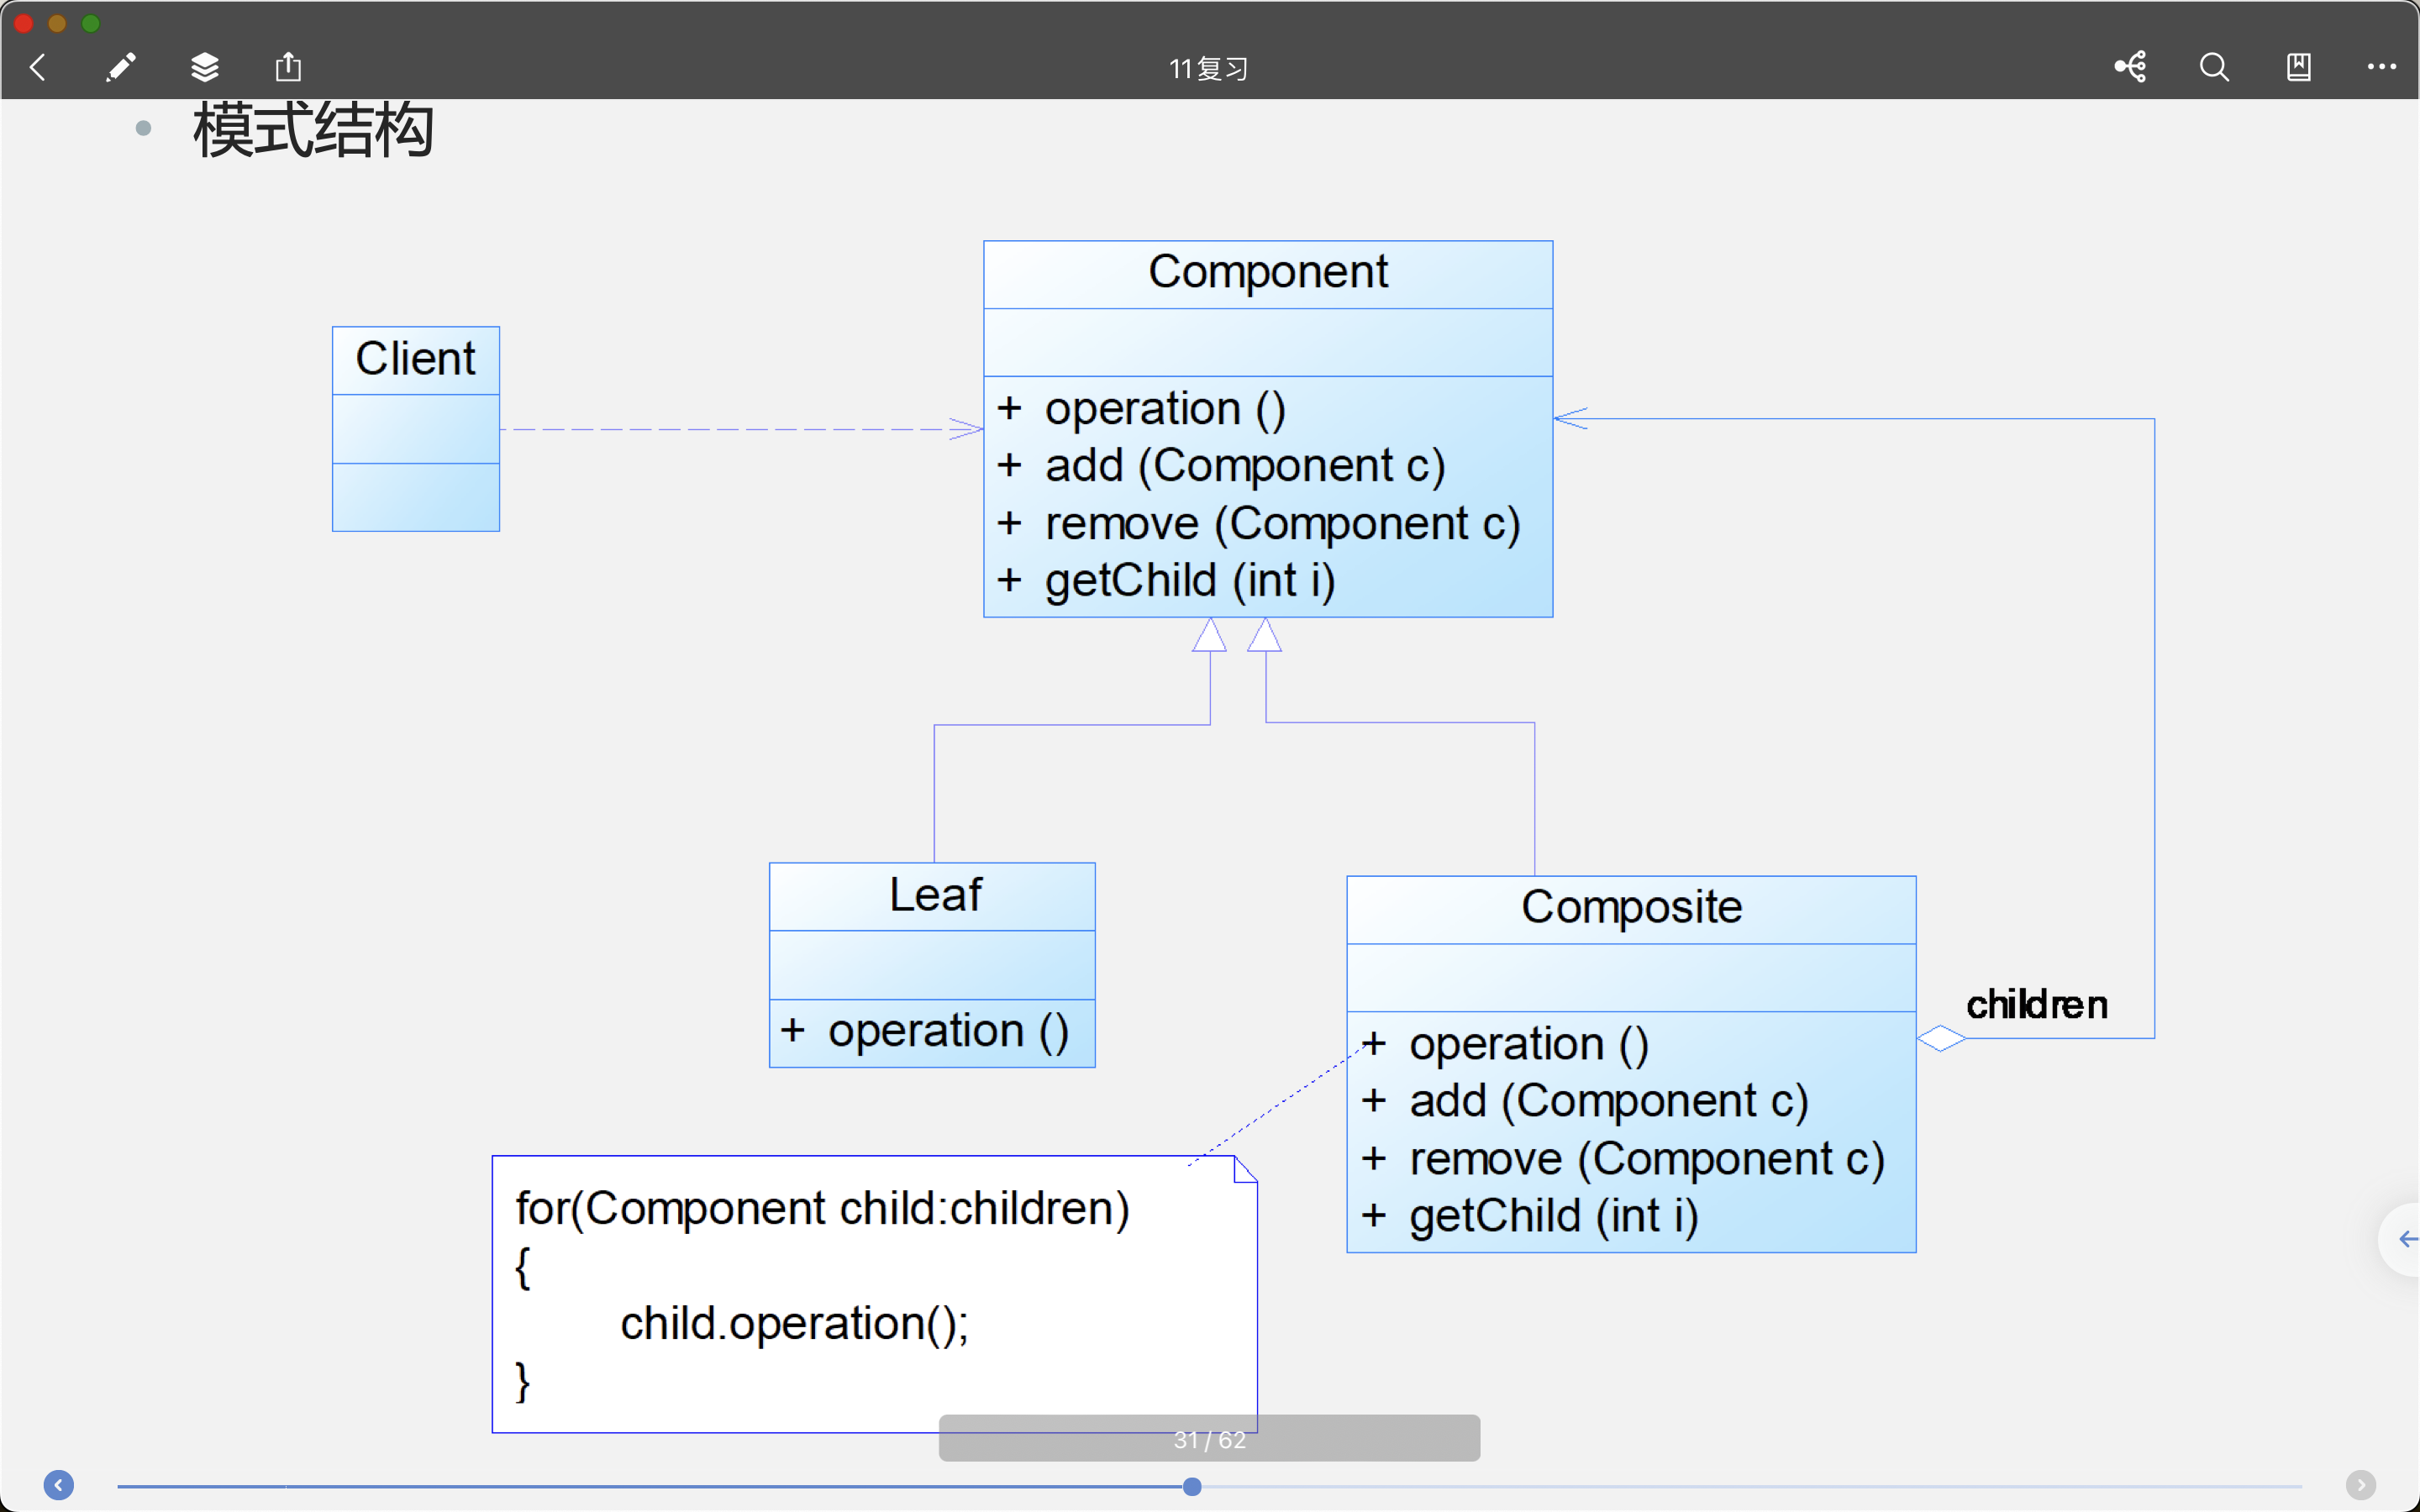 11复习
模式结构
Component
Client
+ operation ()
+ add (Component c)
+ remove (Component c)
+ getChild (int i)
Leaf
+ operation ()
Composite
+ operation ()
+ add (Component c)
+ remove (Component c)
+ getChild (int i)
children
for(Component child:children)
{
child.operation();
}
31 / 62